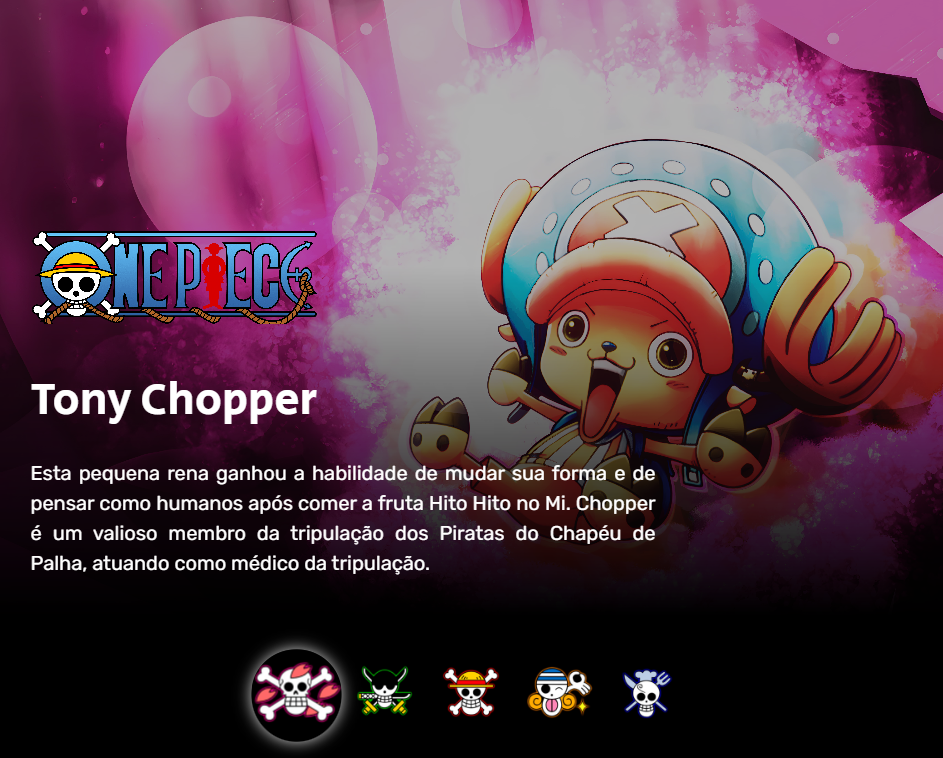 ONE PIECE
Tony Chopper
Esta pequena rena ganhou a habilidade de mudar sua forma e de
pensar como humanos após comer a fruta Hito Hito no Mi. Chopper
é um valioso membro da tripulação dos Piratas do Chapéu de
Palha, atuando como médico da tripulação.